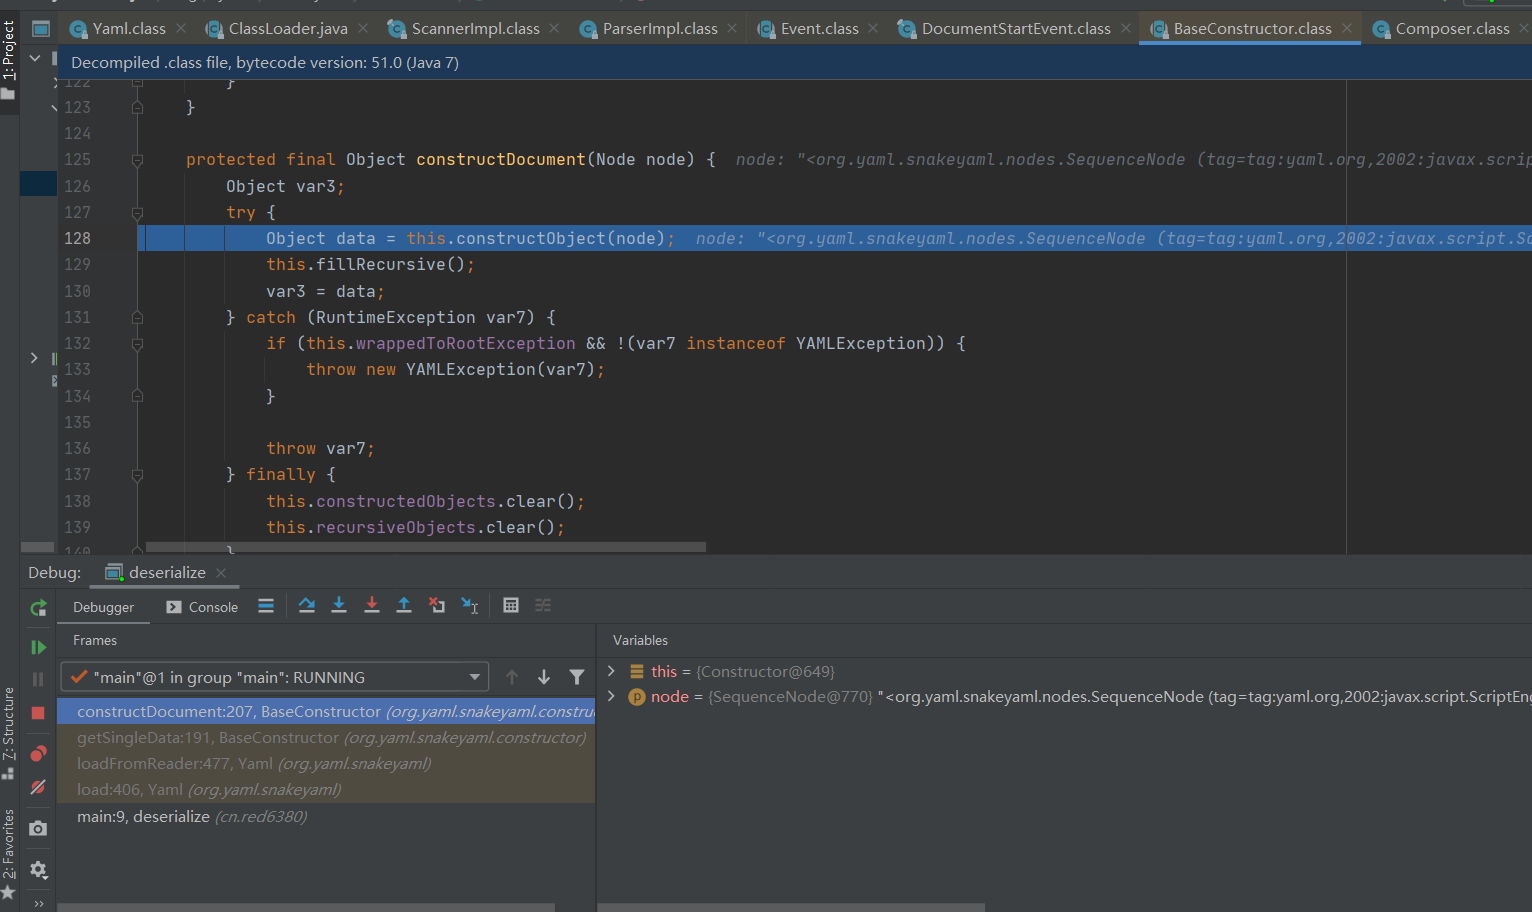 Yaml.class ClassLoader.java ScannerImpl.class ParserImpl.class Event.class DocumentStartEvent.class BaseConstructor.class Composer.class
1: Project
Decompiled .class file, bytecode version: 51.0 (Java 7)
122 }
123 }
124
125 protected final Object constructDocument(Node node) { node: "<org.yaml.snakeyaml.nodes.SequenceNode (tag=tag:yaml.org,2002:javax.scrip
126 Object var3;
127 try {
128 Object data = this.constructObject(node); node: "<org.yaml.snakeyaml.nodes.SequenceNode (tag=tag:yaml.org,2002:javax.script.Sc
129 this.fillRecursive();
130 var3 = data;
131 } catch (RuntimeException var7) {
132 if (this.wrappedToRootException && !(var7 instanceof YAMLException)) {
133 throw new YAMLException(var7);
134 }
135
136 throw var7;
137 } finally {
138 this.constructedObjects.clear();
139 this.recursiveObjects.clear();
140 }
Debug: deserialize
Debugger Console
Frames
Variables
"main"@1 in group "main": RUNNING
constructDocument:207, BaseConstructor (org.yaml.snakeyaml.constru
getSingleData:191, BaseConstructor (org.yaml.snakeyaml.constructor)
loadFromReader:477, Yaml (org.yaml.snakeyaml)
load:406, Yaml (org.yaml.snakeyaml)
main:9, deserialize (cn.red6380)
this = {Constructor@649}
node = {SequenceNode@770} "<org.yaml.snakeyaml.nodes.SequenceNode (tag=tag:yaml.org,2002:javax.script.ScriptEng
7: Structure
2: Favorites